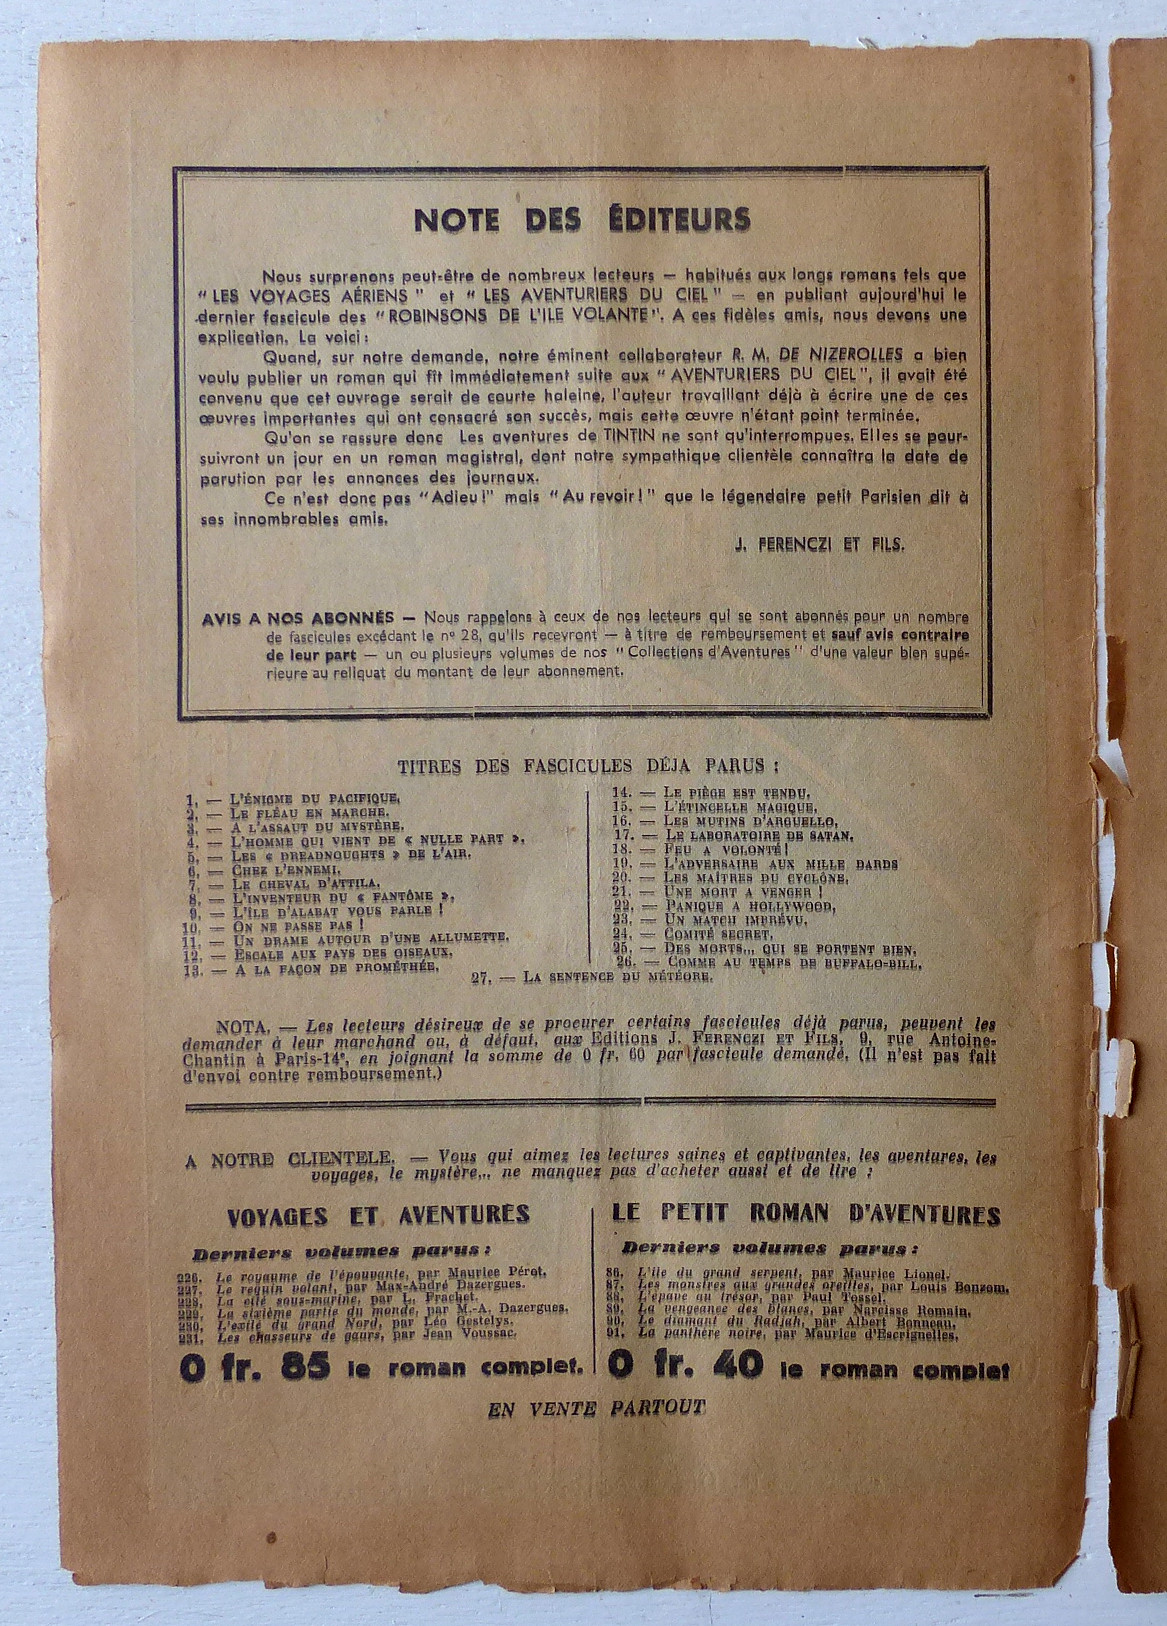 NOTE DES ÉDITEURS
Nous surprenons peut-être de nombreux lecteurs — habitués aux longs romans tels que
" LES VOYAGES AÉRIENS " et " LES AVENTURIERS DU CIEL " — en publiant aujourd'hui le
dernier fascicule des " ROBINSONS DE L'ILE VOLANTE ". A ces fidèles amis, nous devons une
explication. La voici :
Quand, sur notre demande, notre éminent collaborateur R. M. DE NIZEROLLES a bien
voulu publier un roman qui fît immédiatement suite aux " AVENTURIERS DU CIEL ", il avait été
convenu que cet ouvrage serait de courte haleine, l'auteur travaillant déjà à écrire une de ces
œuvres importantes qui ont consacré son succès, mais cette œuvre n'étant point terminée.
Qu'on se rassure donc Les aventures de TINTIN ne sont qu'interrompues. Elles se pour-
suivront un jour en un roman magistral, dont notre sympathique clientèle connaîtra la date de
parution par les annonces des journaux.
Ce n'est donc pas " Adieu ! " mais " Au revoir ! " que le légendaire petit Parisien dit à
ses innombrables amis.
J. FERENCZI ET FILS.
AVIS A NOS ABONNÉS — Nous rappelons à ceux de nos lecteurs qui se sont abonnés pour un nombre
de fascicules excédant le nº 28, qu'ils recevront — à titre de remboursement et sauf avis contraire
de leur part — un ou plusieurs volumes de nos " Collections d'Aventures " d'une valeur bien supé-
rieure au reliquat du montant de leur abonnement.
TITRES DES FASCICULES DÉJA PARUS :
1. — L'ÉNIGME DU PACIFIQUE.
2. — LE FLÉAU EN MARCHE.
3. — A L'ASSAUT DU MYSTÈRE.
4. — L'HOMME QUI VIENT DE « NULLE PART ».
5. — LES « DREADNOUGHTS » DE L'AIR.
6. — CHEZ L'ENNEMI.
7. — LE CHEVAL D'ATTILA.
8. — L'INVENTEUR DU « FANTÔME ».
9. — L'ÎLE D'ALABAT VOUS PARLE !
10. — ON NE PASSE PAS !
11. — UN DRAME AUTOUR D'UNE ALLUMETTE.
12. — ESCALE AUX PAYS DES OISEAUX.
13. — A LA FAÇON DE PROMÉTHÉE.
14. — LE PIÈGE EST TENDU.
15. — L'ÉTINCELLE MAGIQUE.
16. — LES MUTINS D'ARGUELLO.
17. — LE LABORATOIRE DE SATAN.
18. — FEU A VOLONTÉ !
19. — L'ADVERSAIRE AUX MILLE DARDS
20. — LES MAÎTRES DU CYCLÔNE.
21. — UNE MORT A VENGER !
22. — PANIQUE A HOLLYWOOD.
23. — UN MATCH IMPRÉVU.
24. — COMITÉ SECRET.
25. — DES MORTS... QUI SE PORTENT BIEN.
26. — COMME AU TEMPS DE BUFFALO-BILL.
27. — LA SENTENCE DU MÉTÉORE.
NOTA. — Les lecteurs désireux de se procurer certains fascicules déjà parus, peuvent les
demander à leur marchand ou, à défaut, aux Editions J. FERENCZI ET FILS, 9, rue Antoine-
Chantin à Paris-14e, en joignant la somme de 0 fr. 60 par fascicule demandé. (Il n'est pas fait
d'envoi contre remboursement.)
A NOTRE CLIENTELE. — Vous qui aimez les lectures saines et captivantes, les aventures, les
voyages, le mystère... ne manquez pas d'acheter aussi et de lire :
VOYAGES ET AVENTURES
Derniers volumes parus :
226. Le royaume de l'épouvante, par Maurice Pérot.
227. Le requin volant, par Max-André Dazergues.
228. La cité sous-marine, par L. Frachet.
229. La sixième partie du monde, par M.-A. Dazergues.
230. L'exilé du grand Nord, par Léo Gestelys.
231. Les chasseurs de gaurs, par Jean Voussac.
0 fr. 85 le roman complet.
LE PETIT ROMAN D'AVENTURES
Derniers volumes parus :
86. L'île du grand serpent, par Maurice Lionel.
87. Les monstres aux grandes oreilles, par Louis Bonzom.
88. L'épave au trésor, par Paul Tossel.
89. La vengeance des blancs, par Narcisse Romain.
90. Le diamant du Radjah, par Albert Bonneau.
91. La panthère noire, par Maurice d'Escrignelles.
0 fr. 40 le roman complet
EN VENTE PARTOUT